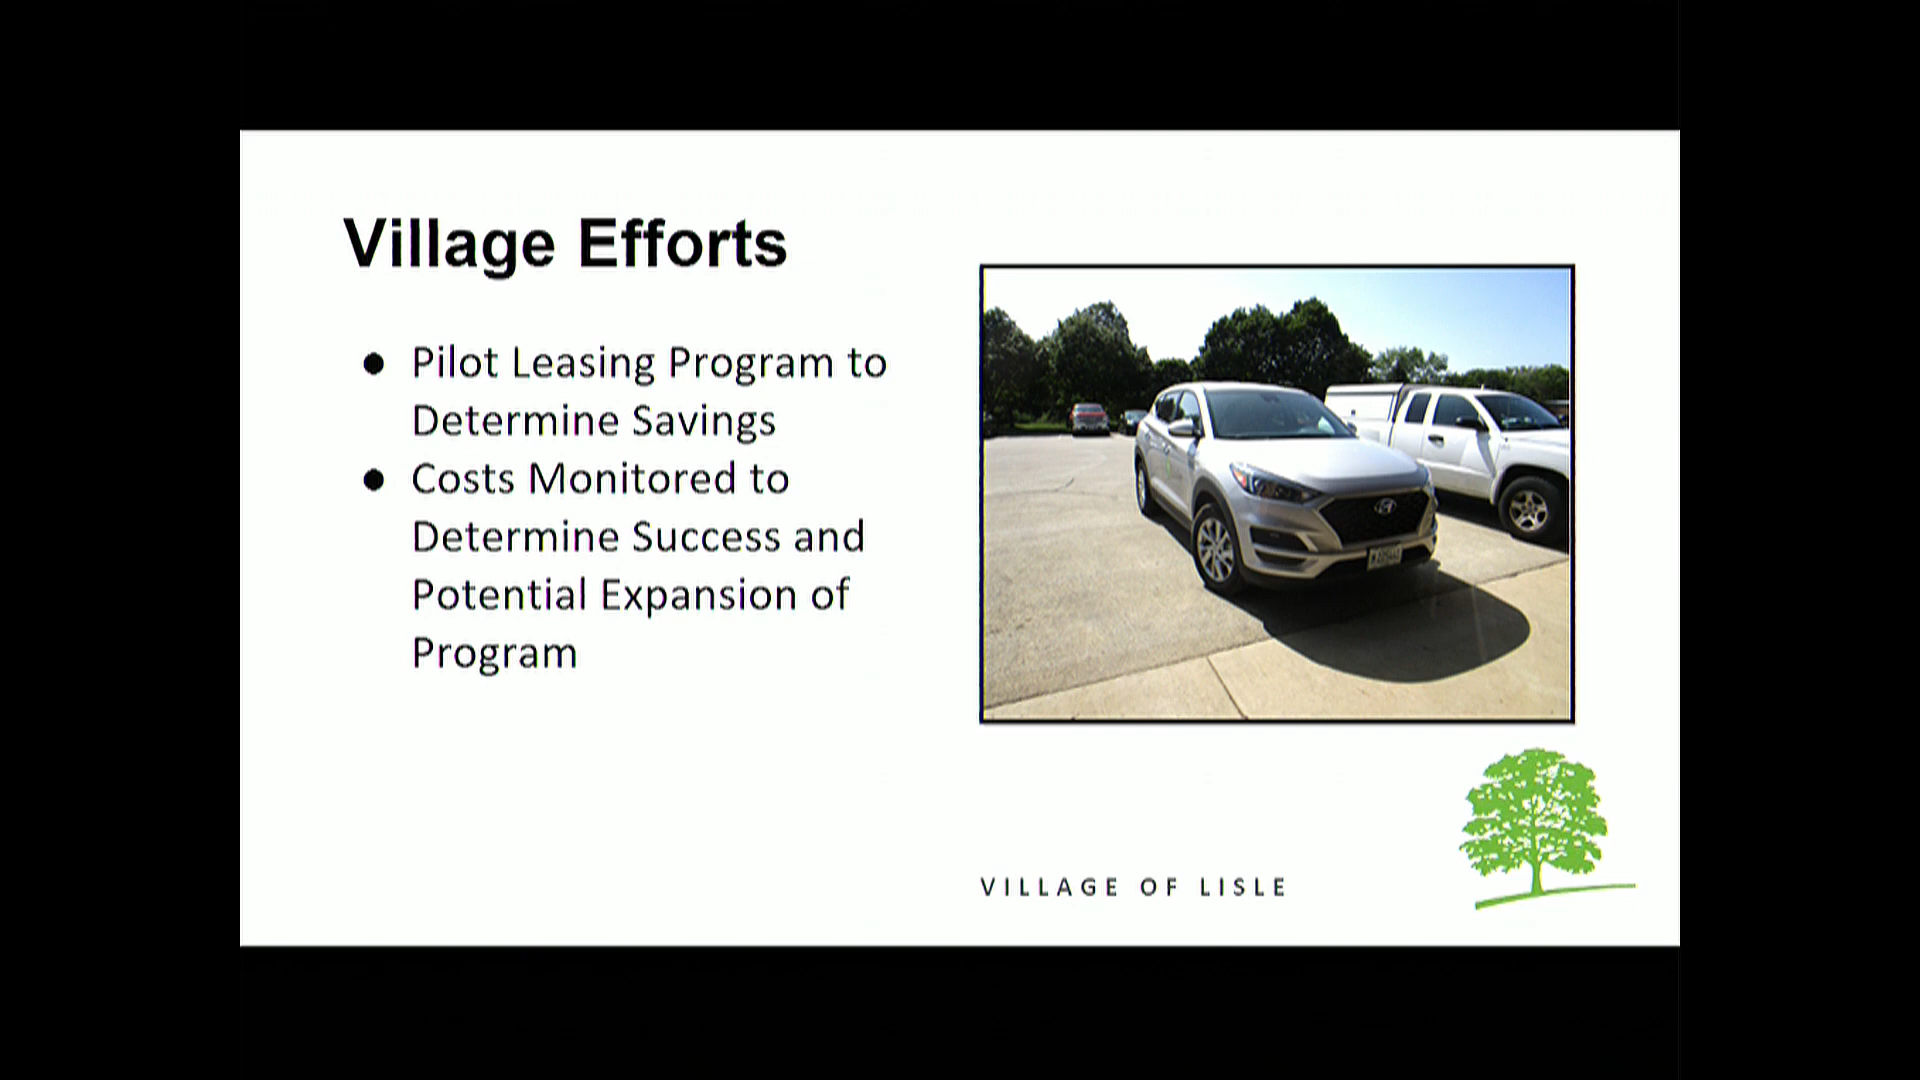 Village Efforts
● Pilot Leasing Program to
Determine Savings
● Costs Monitored to
Determine Success and
Potential Expansion of
Program
VILLAGE OF LISLE